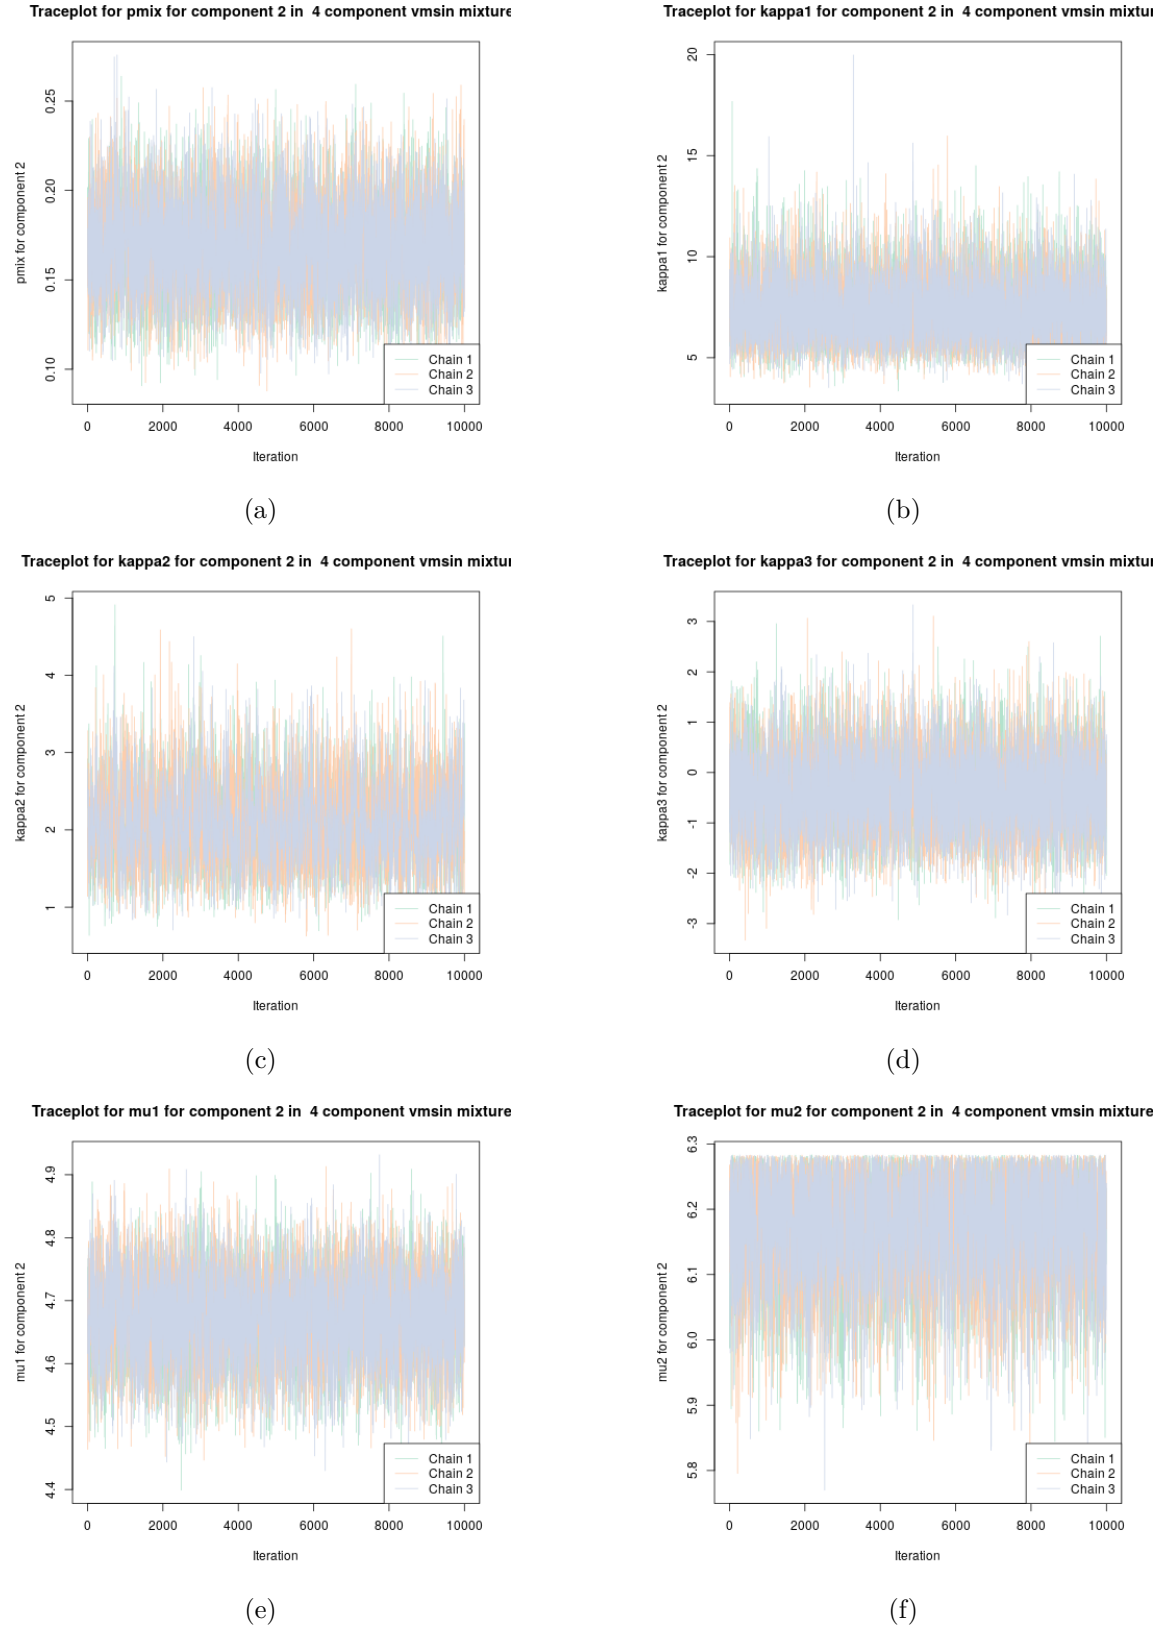 Traceplot for pmix for component 2 in 4 component vmsin mixture
pmix for component 2
0.25
0.20
0.15
0.10
Chain 1
Chain 2
Chain 3
0 2000 4000 6000 8000 10000
Iteration
(a)
Traceplot for kappa1 for component 2 in 4 component vmsin mixtur
kappa1 for component 2
20
15
10
5
Chain 1
Chain 2
Chain 3
0 2000 4000 6000 8000 10000
Iteration
(b)
Traceplot for kappa2 for component 2 in 4 component vmsin mixtur
kappa2 for component 2
5
4
3
2
1
Chain 1
Chain 2
Chain 3
0 2000 4000 6000 8000 10000
Iteration
(c)
Traceplot for kappa3 for component 2 in 4 component vmsin mixtur
kappa3 for component 2
3
2
1
0
-1
-2
-3
Chain 1
Chain 2
Chain 3
0 2000 4000 6000 8000 10000
Iteration
(d)
Traceplot for mu1 for component 2 in 4 component vmsin mixture
mu1 for component 2
4.9
4.8
4.7
4.6
4.5
4.4
Chain 1
Chain 2
Chain 3
0 2000 4000 6000 8000 10000
Iteration
(e)
Traceplot for mu2 for component 2 in 4 component vmsin mixture
mu2 for component 2
6.3
6.2
6.1
6.0
5.9
5.8
Chain 1
Chain 2
Chain 3
0 2000 4000 6000 8000 10000
Iteration
(f)